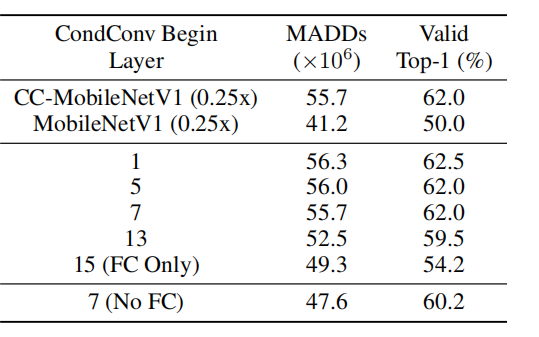 CondConv Begin Layer MADDs (×10⁶) Valid Top-1 (%)
CC-MobileNetV1 (0.25x) 55.7 62.0
MobileNetV1 (0.25x) 41.2 50.0
1 56.3 62.5
5 56.0 62.0
7 55.7 62.0
13 52.5 59.5
15 (FC Only) 49.3 54.2
7 (No FC) 47.6 60.2